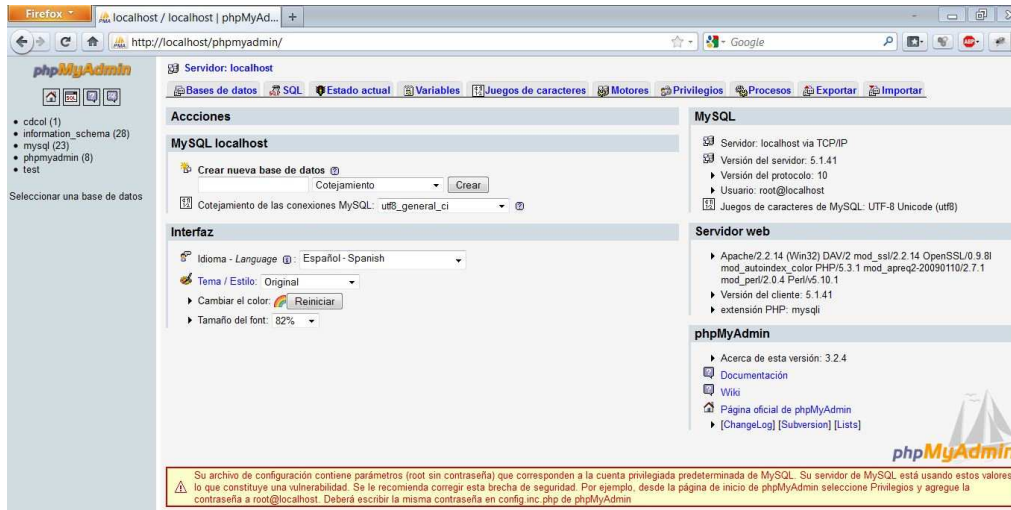 Firefox
localhost / localhost | phpMyAd...
http://localhost/phpmyadmin/
Google
phpMyAdmin
cdcol (1)
information_schema (28)
mysql (23)
phpmyadmin (8)
test
Seleccionar una base de datos
Servidor: localhost
Bases de datos SQL Estado actual Variables Juegos de caracteres Motores Privilegios Procesos Exportar Importar
Accciones
MySQL localhost
Crear nueva base de datos
Cotejamiento Crear
Cotejamiento de las conexiones MySQL: utf8_general_ci
Interfaz
Idioma - Language : Español - Spanish
Tema / Estilo: Original
Cambiar el color: Reiniciar
Tamaño del font: 82%
MySQL
Servidor: localhost via TCP/IP
Versión del servidor: 5.1.41
Versión del protocolo: 10
Usuario: root@localhost
Juegos de caracteres de MySQL: UTF-8 Unicode (utf8)
Servidor web
Apache/2.2.14 (Win32) DAV/2 mod_ssl/2.2.14 OpenSSL/0.9.8l
mod_autoindex_color PHP/5.3.1 mod_apreq2-20090110/2.7.1
mod_perl/2.0.4 Perl/v5.10.1
Versión del cliente: 5.1.41
extensión PHP: mysqli
phpMyAdmin
Acerca de esta versión: 3.2.4
Documentación
Wiki
Página oficial de phpMyAdmin
[ChangeLog] [Subversion] [Lists]
phpMyAdmin
Su archivo de configuración contiene parámetros (root sin contraseña) que corresponden a la cuenta privilegiada predeterminada de MySQL. Su servidor de MySQL está usando estos valores,
lo que constituye una vulnerabilidad. Se le recomienda corregir esta brecha de seguridad. Por ejemplo, desde la página de inicio de phpMyAdmin seleccione Privilegios y agregue la
contraseña a root@localhost. Deberá escribir la misma contraseña en config.inc.php de phpMyAdmin